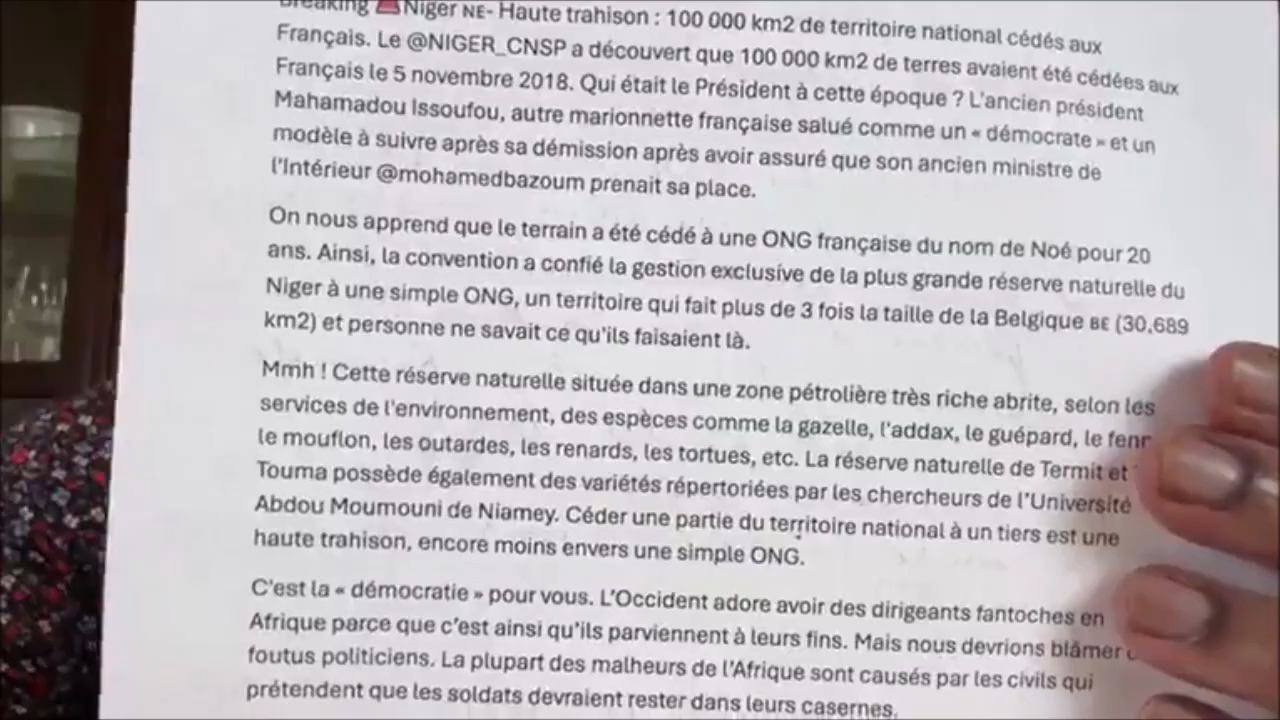 Breaking 🚨Niger NE- Haute trahison : 100 000 km2 de territoire national cédés aux
Français. Le @NIGER_CNSP a découvert que 100 000 km2 de terres avaient été cédées aux
Français le 5 novembre 2018. Qui était le Président à cette époque ? L'ancien président
Mahamadou Issoufou, autre marionnette française salué comme un « démocrate » et un
modèle à suivre après sa démission après avoir assuré que son ancien ministre de
l'Intérieur @mohamedbazoum prenait sa place.
On nous apprend que le terrain a été cédé à une ONG française du nom de Noé pour 20
ans. Ainsi, la convention a confié la gestion exclusive de la plus grande réserve naturelle du
Niger à une simple ONG, un territoire qui fait plus de 3 fois la taille de la Belgique BE (30.689
km2) et personne ne savait ce qu'ils faisaient là.
Mmh ! Cette réserve naturelle située dans une zone pétrolière très riche abrite, selon les
services de l'environnement, des espèces comme la gazelle, l'addax, le guépard, le fenn
le mouflon, les outardes, les renards, les tortues, etc. La réserve naturelle de Termit et
Touma possède également des variétés répertoriées par les chercheurs de l'Université
Abdou Moumouni de Niamey. Céder une partie du territoire national à un tiers est une
haute trahison, encore moins envers une simple ONG.
C'est la « démocratie » pour vous. L'Occident adore avoir des dirigeants fantoches en
Afrique parce que c'est ainsi qu'ils parviennent à leurs fins. Mais nous devrions blâmer
foutus politiciens. La plupart des malheurs de l'Afrique sont causés par les civils qui
prétendent que les soldats devraient rester dans leurs casernes.